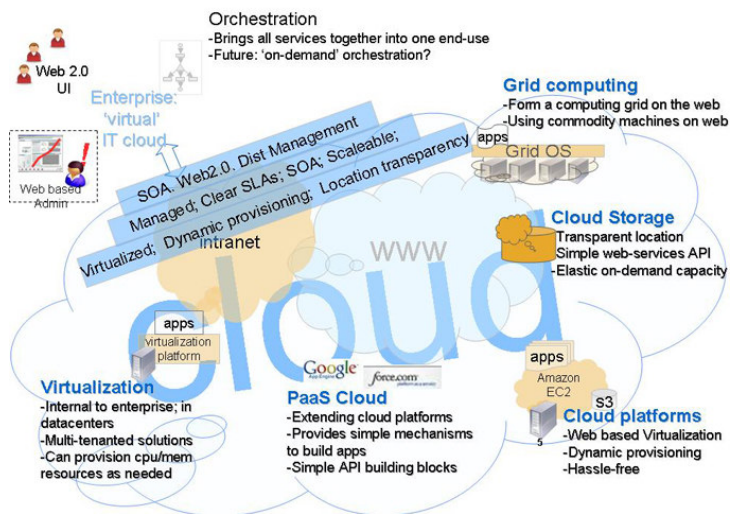 Orchestration
-Brings all services together into one end-use
-Future: ‘on-demand’ orchestration?
Web 2.0
UI
Enterprise:
‘virtual’
IT cloud
Web based
Admin
SOA. Web2.0. Dist Management
Managed; Clear SLAs; SOA; Scaleable;
Virtualized; Dynamic provisioning; Location transparency
intranet
www
cloud
Grid computing
-Form a computing grid on the web
-Using commodity machines on web
apps
Grid OS
Cloud Storage
Transparent location
Simple web-services API
-Elastic on-demand capacity
apps
virtualization
platform
Virtualization
-Internal to enterprise; in
datacenters
-Multi-tenanted solutions
-Can provision cpu/mem
resources as needed
Google
App Engine
force.com
platform as a service
PaaS Cloud
-Extending cloud platforms
-Provides simple mechanisms
to build apps
-Simple API building blocks
apps
Amazon
EC2
S3
5
Cloud platforms
-Web based Virtualization
-Dynamic provisioning
-Hassle-free